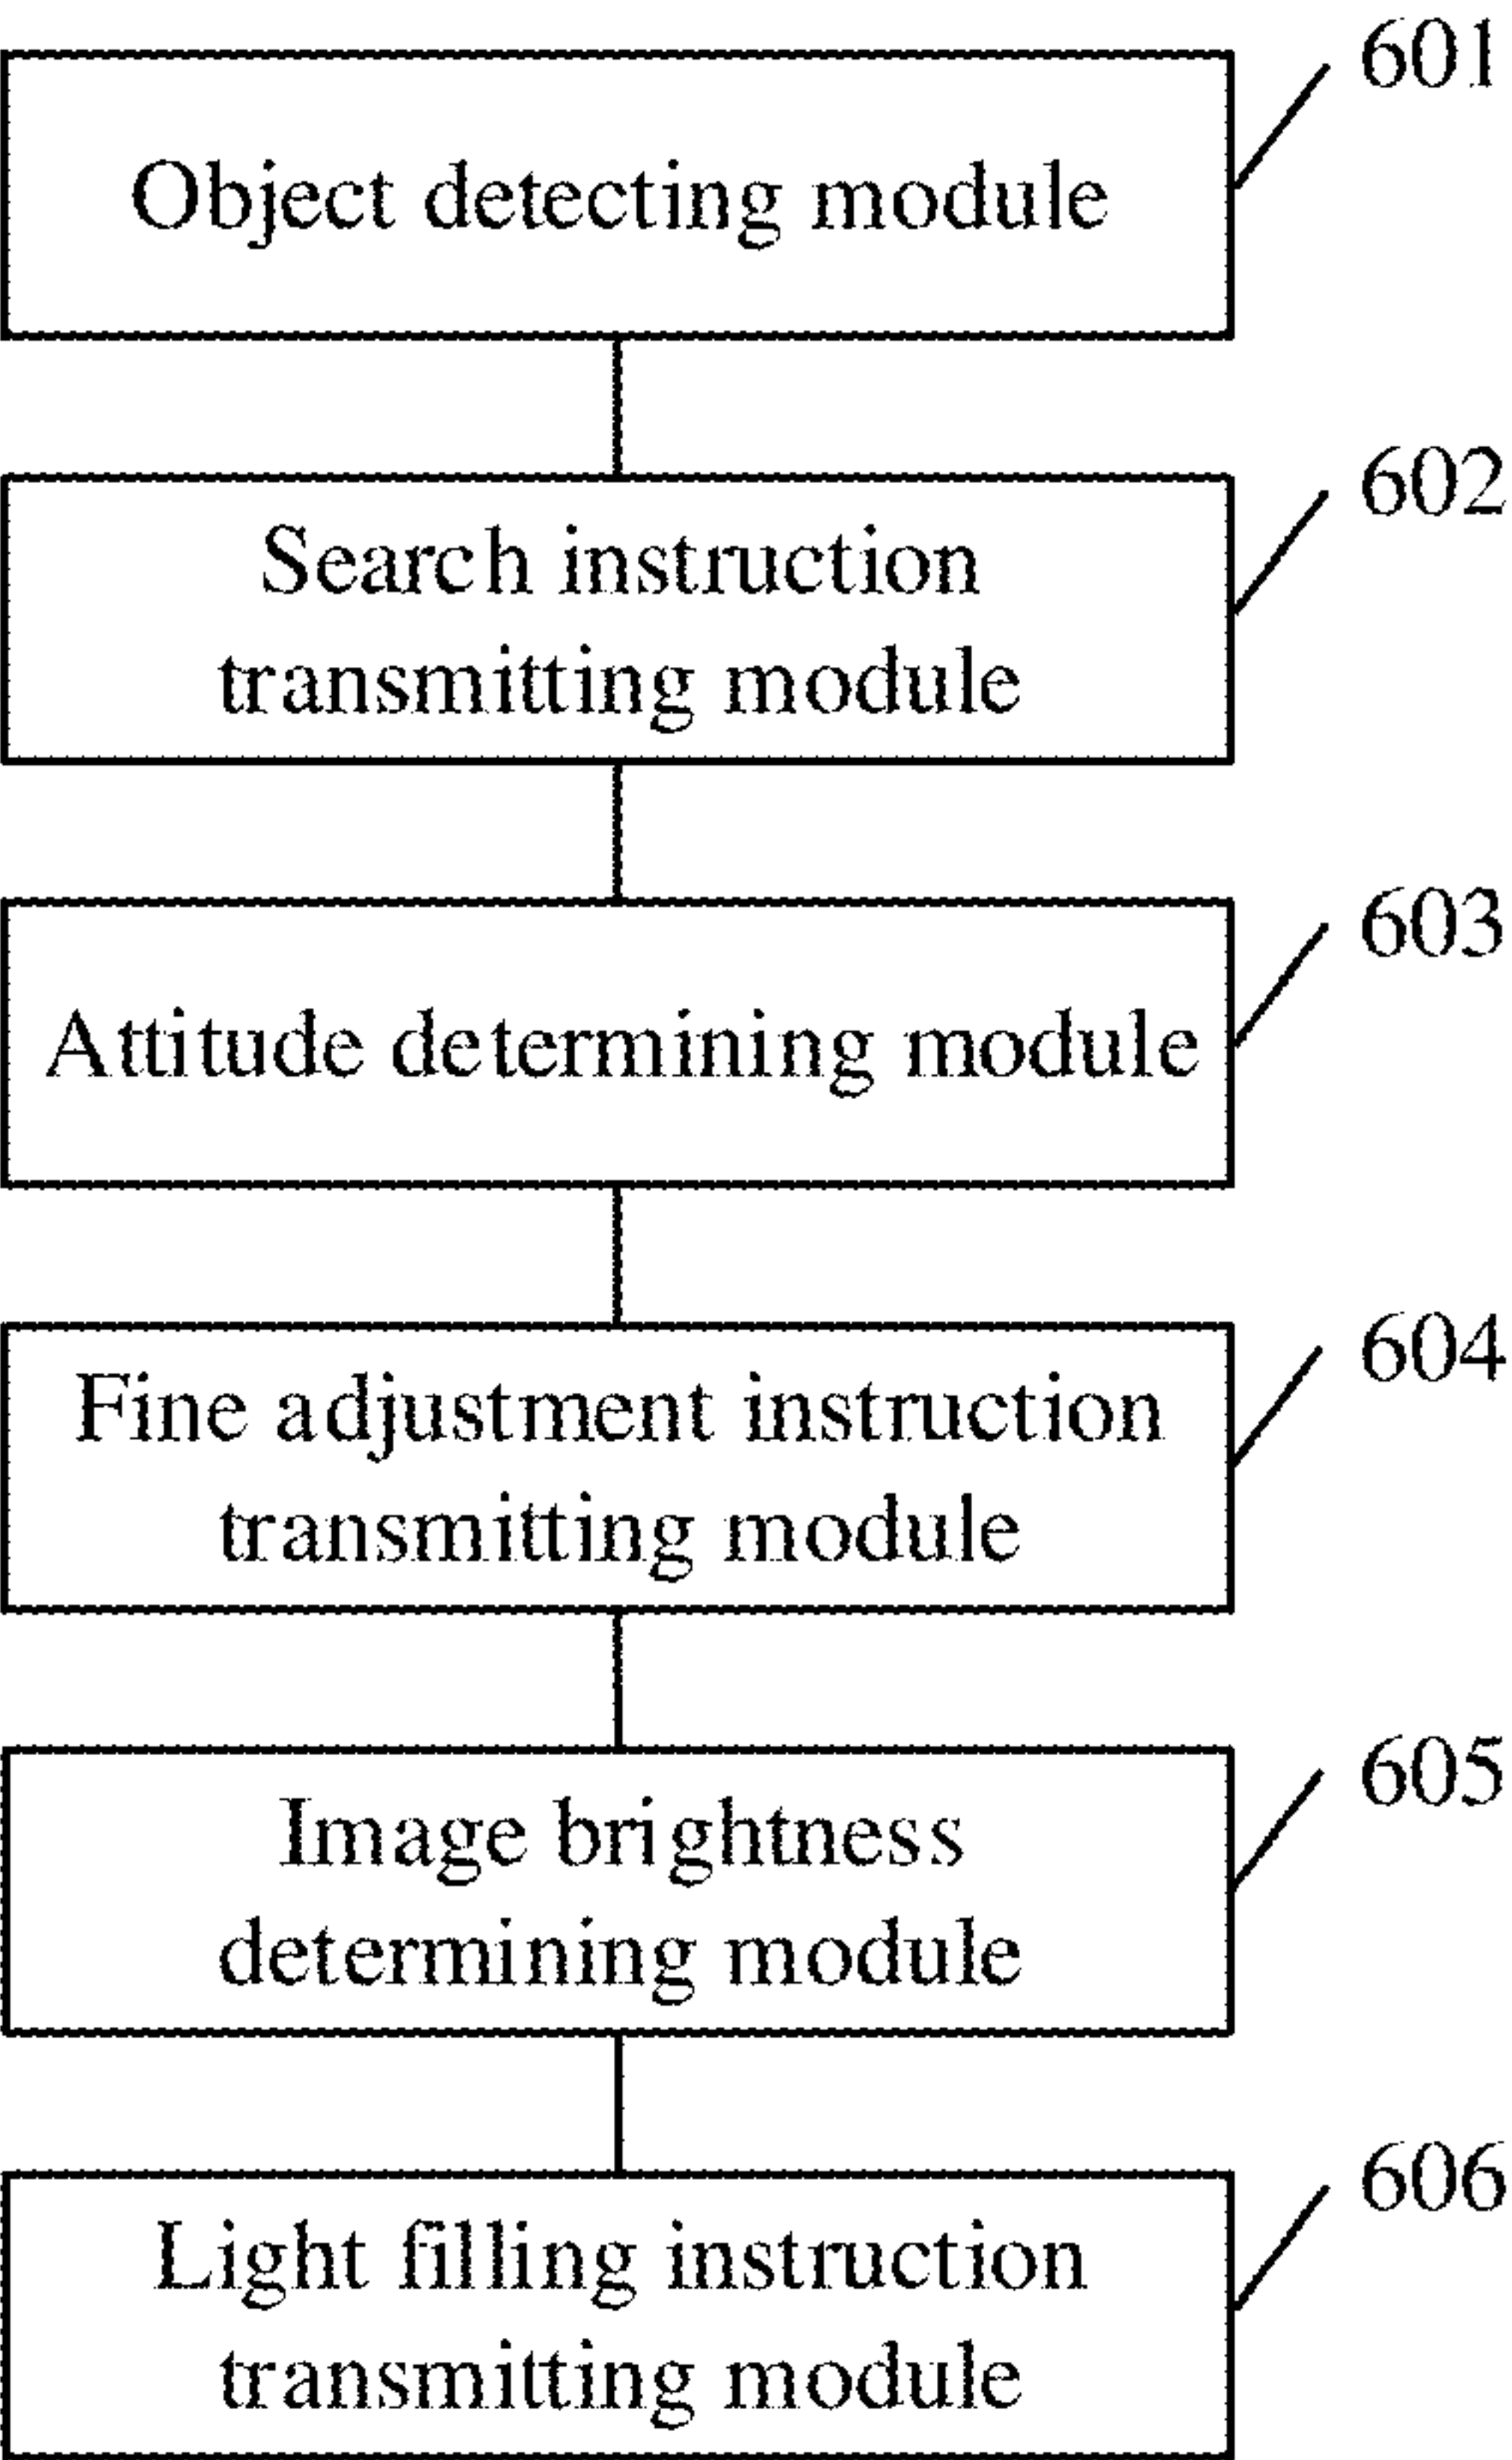 601
Object detecting module
602
Search instruction
transmitting module
603
Attitude determining module
604
Fine adjustment instruction
transmitting module
605
Image brightness
determining module
606
Light filling instruction
transmitting module